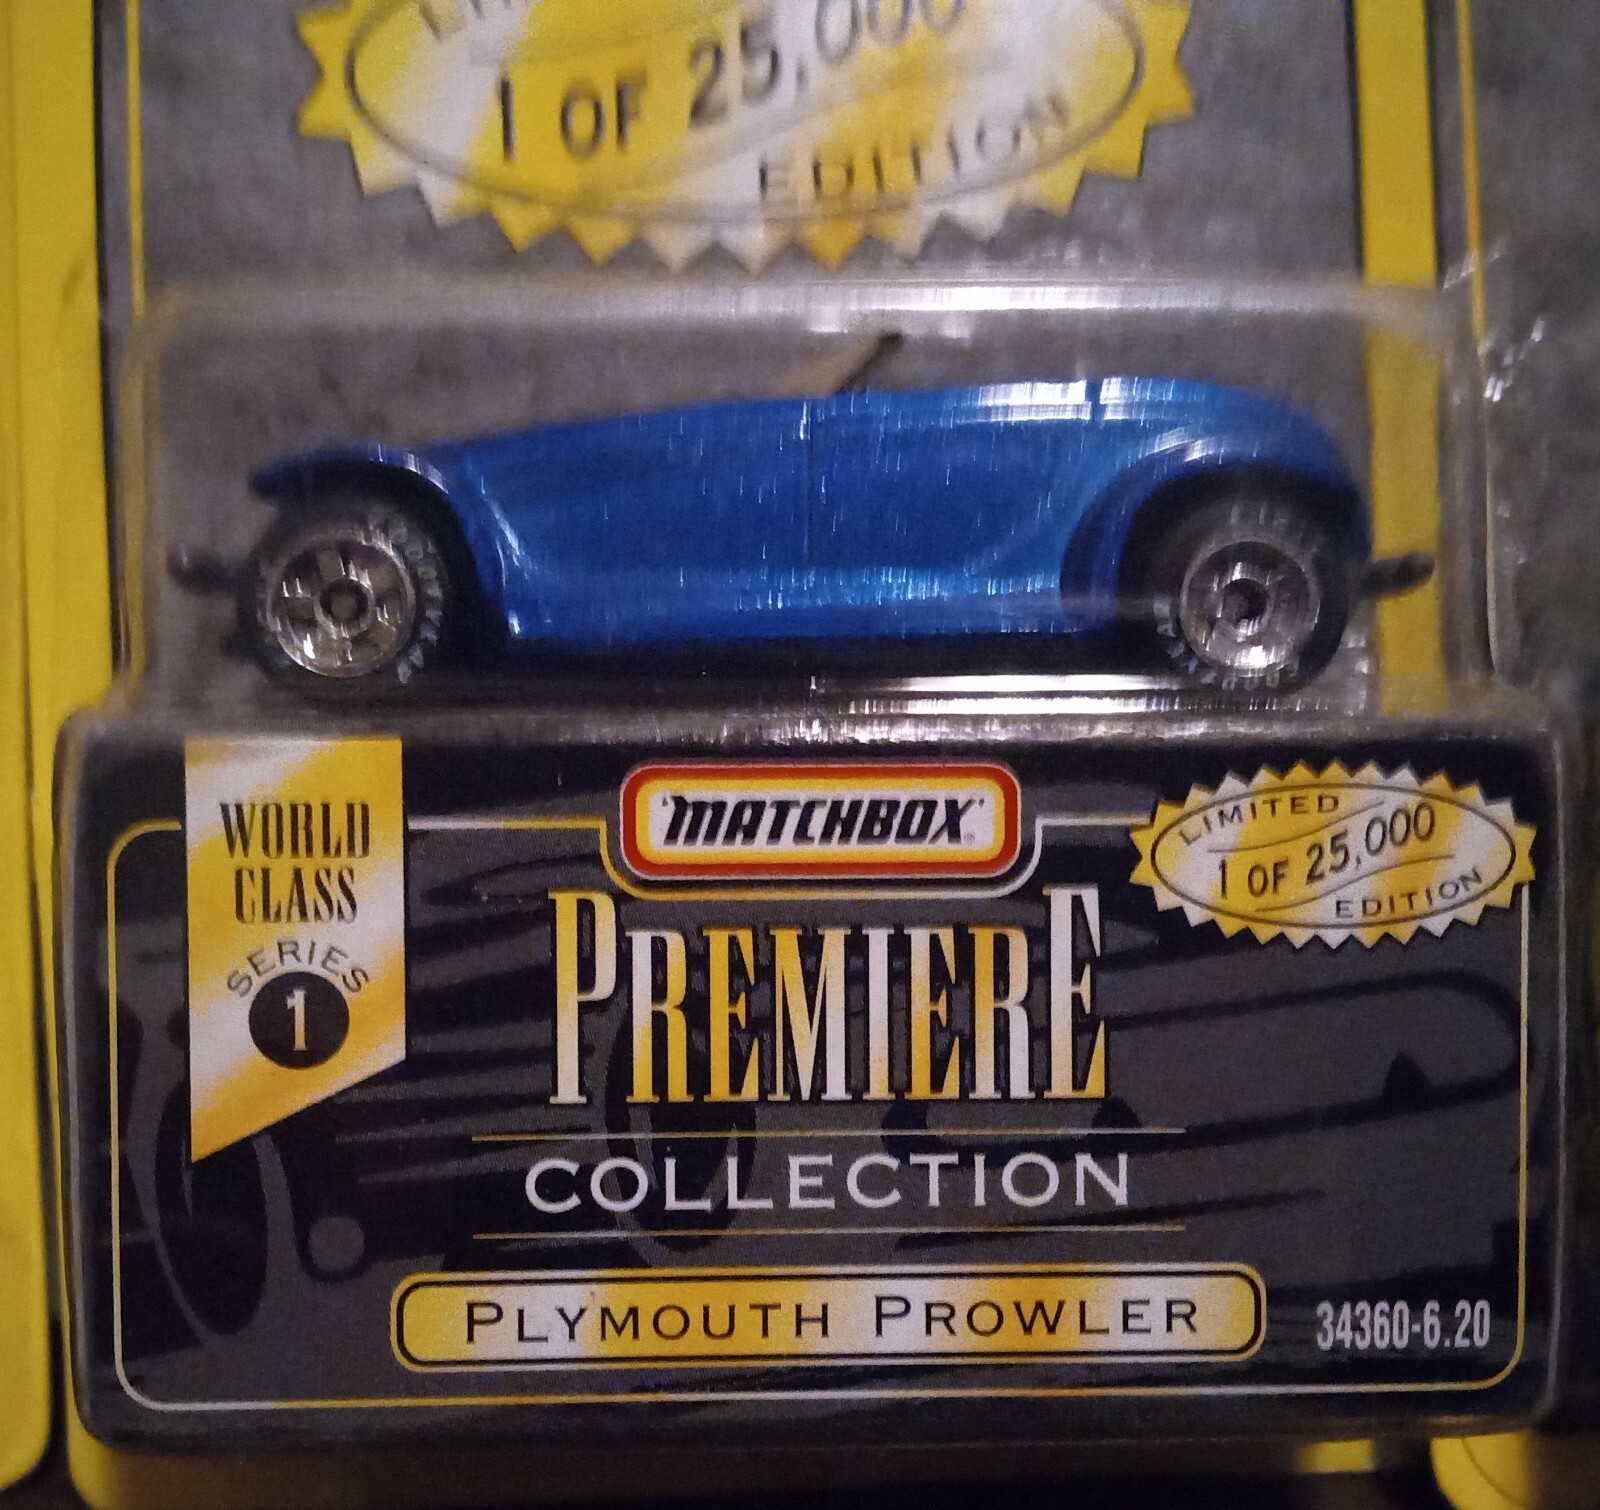 1 OF 25,000
EDITION
GOODYEAR
WORLD
CLASS
SERIES
1
'MATCHBOX'
PREMIERE
COLLECTION
PLYMOUTH PROWLER
LIMITED
1 OF 25,000
EDITION
34360-6.20